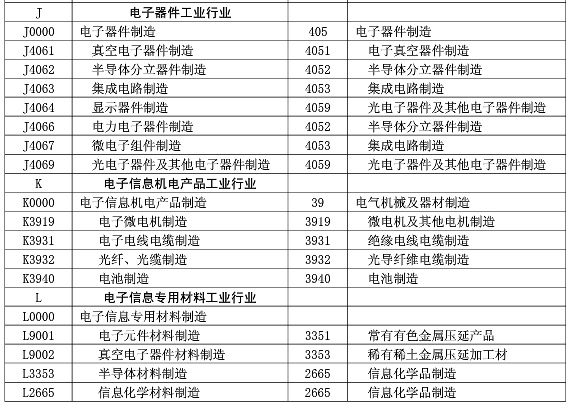 J 电子器件工业行业
J0000 电子器件制造 405 电子器件制造
J4061 真空电子器件制造 4051 电子真空器件制造
J4062 半导体分立器件制造 4052 半导体分立器件制造
J4063 集成电路制造 4053 集成电路制造
J4064 显示器件制造 4059 光电子器件及其他电子器件制造
J4066 电力电子器件制造 4052 半导体分立器件制造
J4067 微电子组件制造 4053 集成电路制造
J4069 光电子器件及其他电子器件制造 4059 光电子器件及其他电子器件制造
K 电子信息机电产品工业行业
K0000 电子信息机电产品制造 39 电气机械及器材制造
K3919 电子微电机制造 3919 微电机及其他电机制造
K3931 电子电线电缆制造 3931 绝缘电线电缆制造
K3932 光纤、光缆制造 3932 光导纤维电缆制造
K3940 电池制造 3940 电池制造
L 电子信息专用材料工业行业
L0000 电子信息专用材料制造
L9001 电子元件材料制造 3351 常有有色金属压延产品
L9002 真空电子器件材料制造 3353 稀有稀土金属压延加工材
L3353 半导体材料制造 2665 信息化学品制造
L2665 信息化学材料制造 2665 信息化学品制造